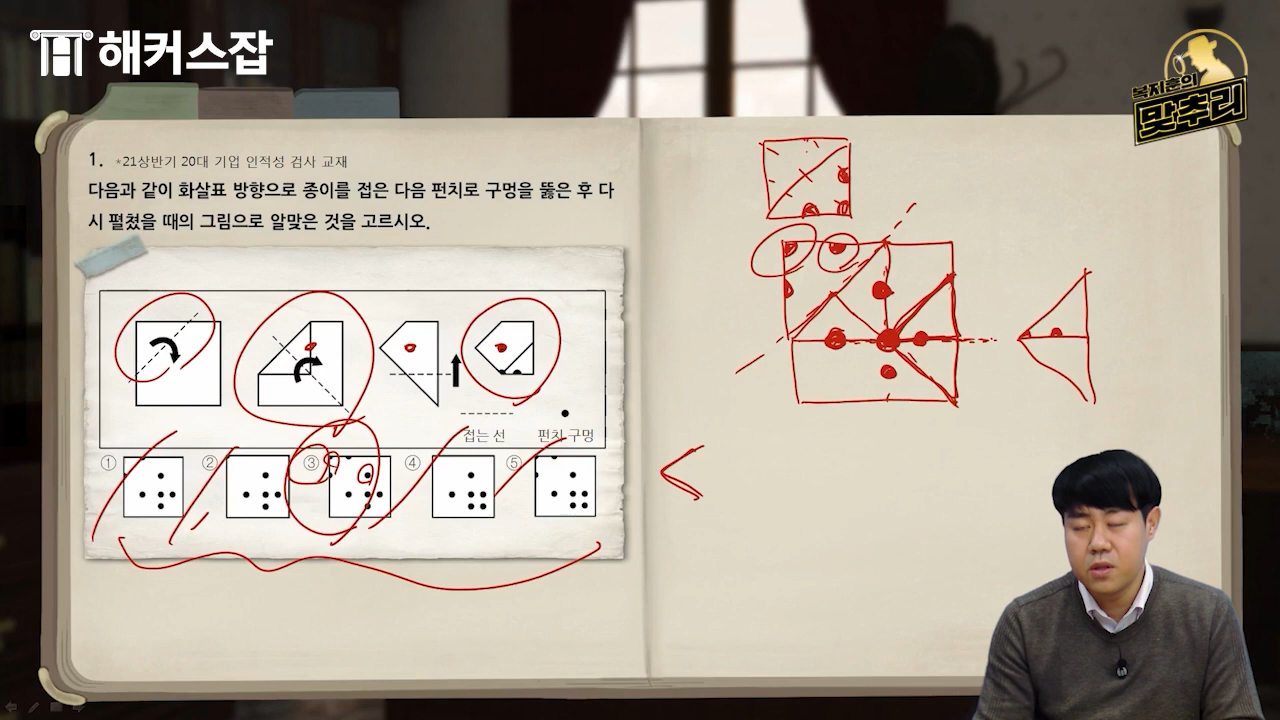 해커스잡
복지훈의
맛추리
1. *21상반기 20대 기업 인적성 검사 교재
다음과 같이 화살표 방향으로 종이를 접은 다음 펀치로 구멍을 뚫은 후 다
시 펼쳤을 때의 그림으로 알맞은 것을 고르시오.
접는 선 펀치 구멍
① ② ③ ④ ⑤